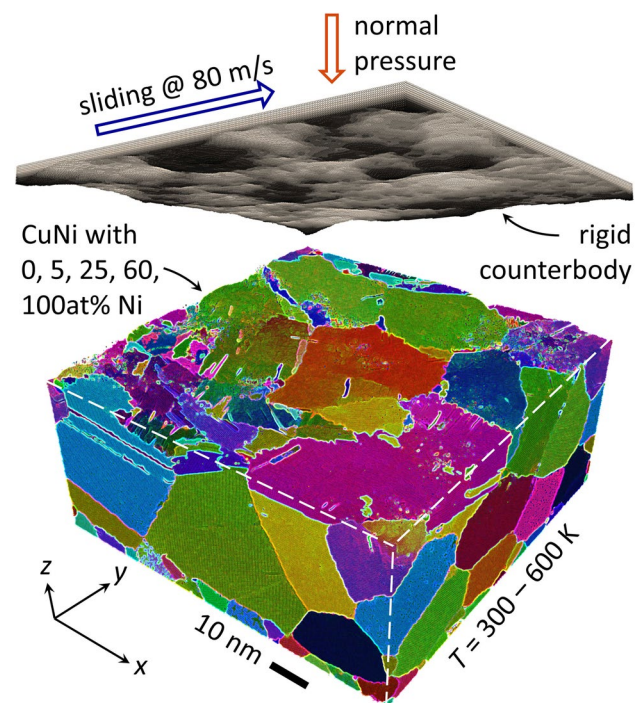 normal
pressure
sliding @ 80 m/s
CuNi with
0, 5, 25, 60,
100at% Ni
rigid
counterbody
z
y
x
10 nm
T = 300 – 600 K